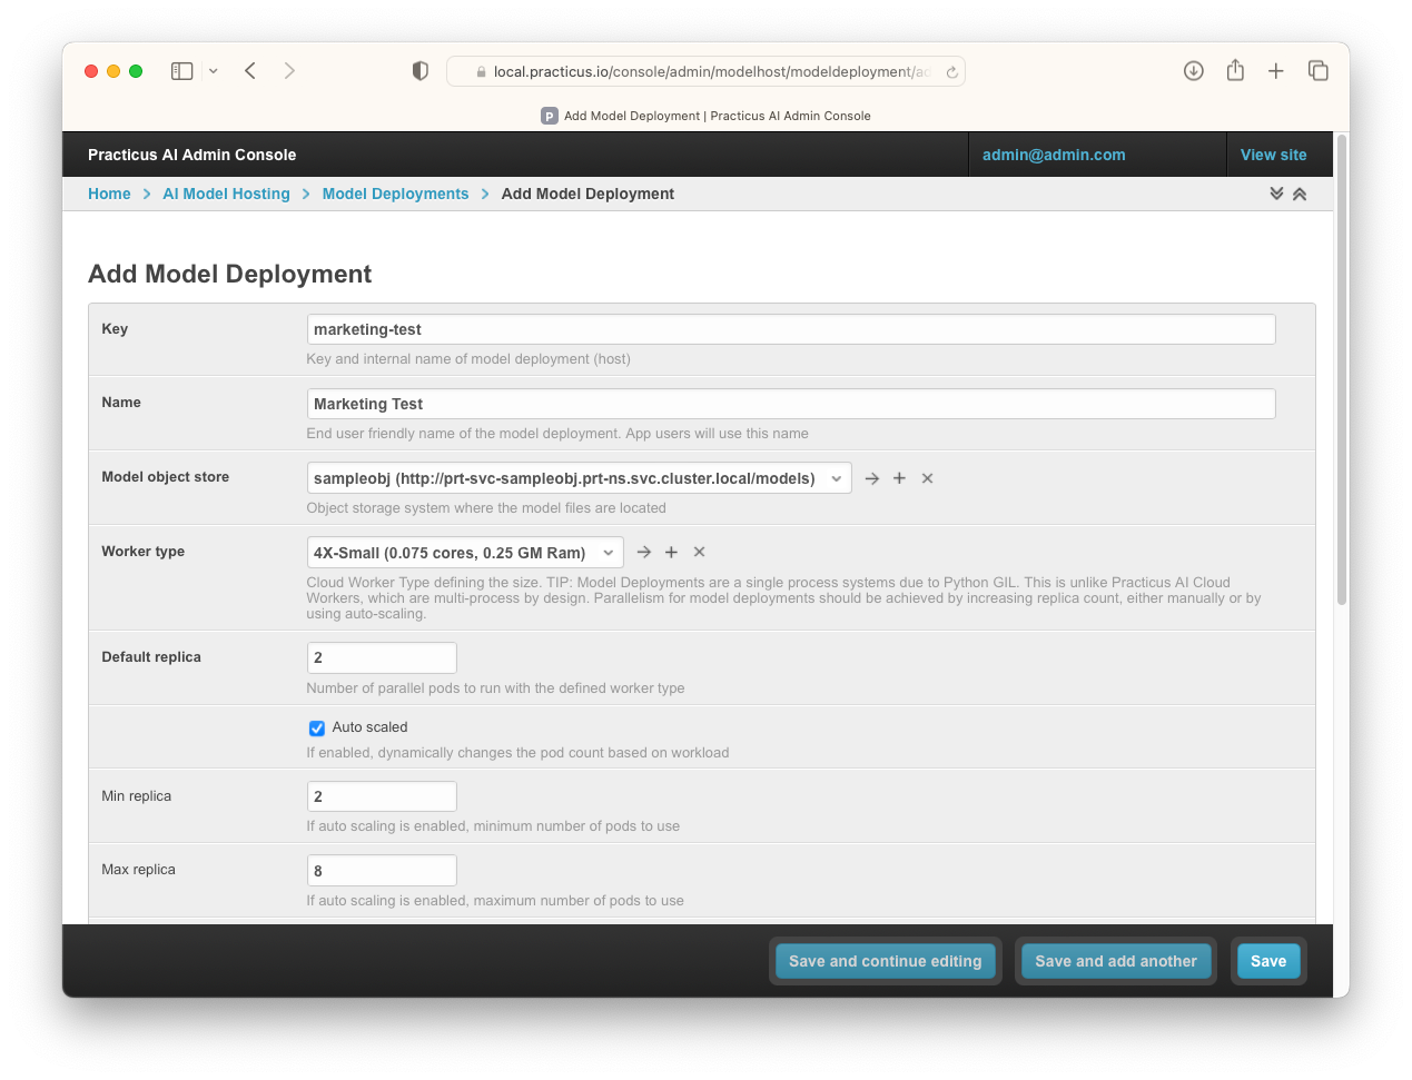 local.practicus.io/console/admin/modelhost/modeldeployment/ad
P Add Model Deployment | Practicus AI Admin Console
Practicus AI Admin Console
admin@admin.com
View site
Home > AI Model Hosting > Model Deployments > Add Model Deployment
Add Model Deployment
Key
marketing-test
Key and internal name of model deployment (host)
Name
Marketing Test
End user friendly name of the model deployment. App users will use this name
Model object store
sampleobj (http://prt-svc-sampleobj.prt-ns.svc.cluster.local/models)
Object storage system where the model files are located
Worker type
4X-Small (0.075 cores, 0.25 GM Ram)
Cloud Worker Type defining the size. TIP: Model Deployments are a single process systems due to Python GIL. This is unlike Practicus AI Cloud
Workers, which are multi-process by design. Parallelism for model deployments should be achieved by increasing replica count, either manually or by
using auto-scaling.
Default replica
2
Number of parallel pods to run with the defined worker type
Auto scaled
If enabled, dynamically changes the pod count based on workload
Min replica
2
If auto scaling is enabled, minimum number of pods to use
Max replica
8
If auto scaling is enabled, maximum number of pods to use
Save and continue editing
Save and add another
Save